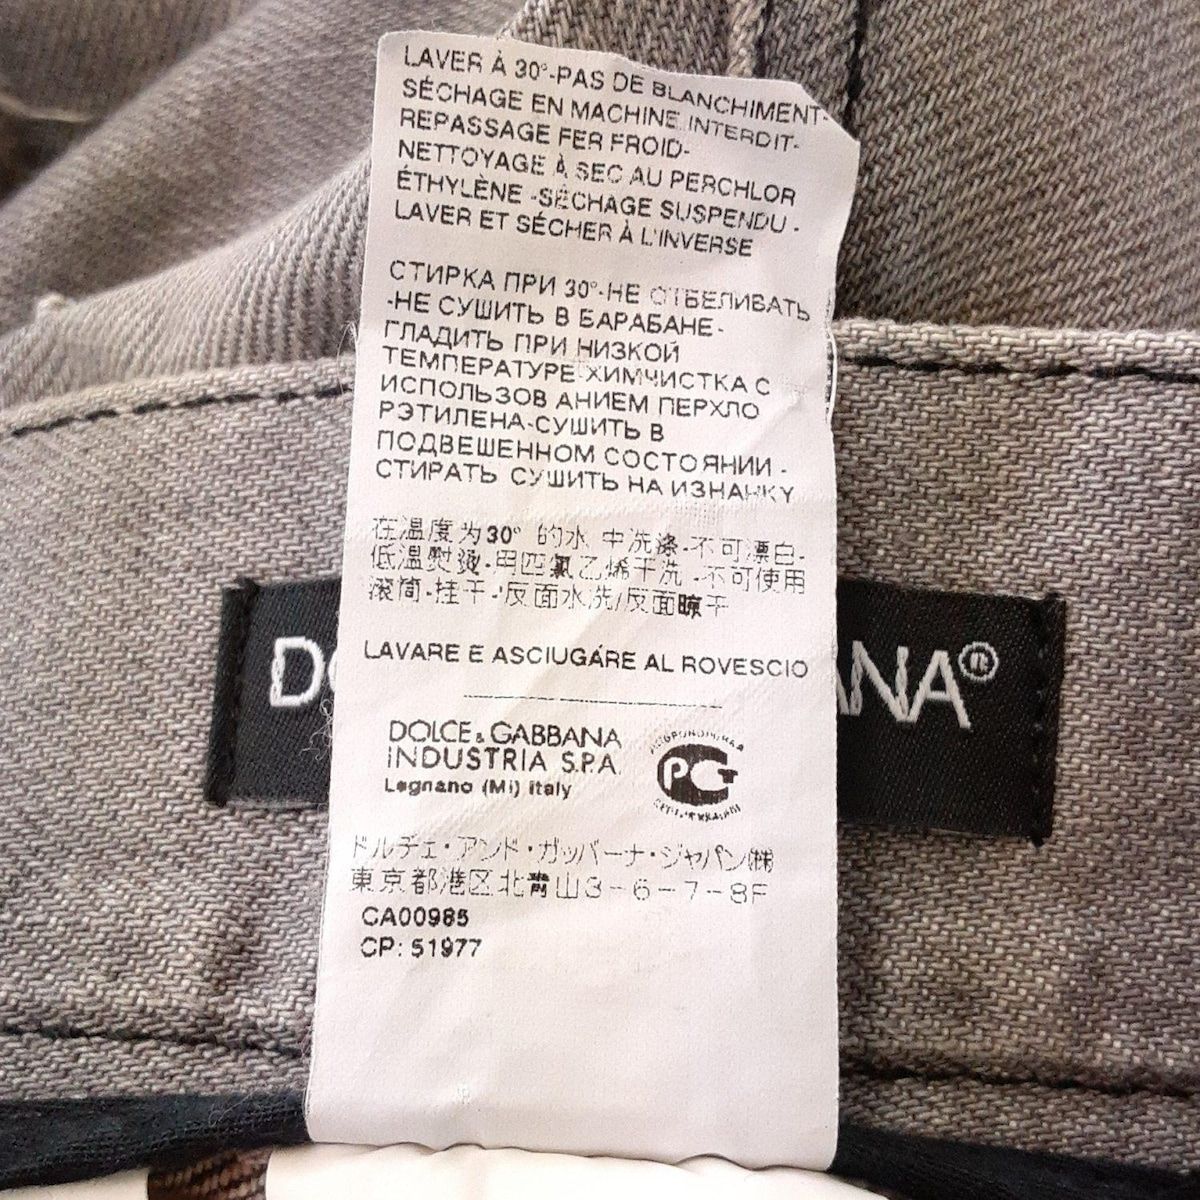 LAVER À 30°-PAS DE BLANCHIMENT-
SÉCHAGE EN MACHINE INTERDIT-
REPASSAGE FER FROID-
NETTOYAGE À SEC AU PERCHLOR
ÉTHYLÈNE -SÉCHAGE SUSPENDU -
LAVER ET SÉCHER À L'INVERSE
СТИРКА ПРИ 30°-НЕ ОТБЕЛИВАТЬ
-НЕ СУШИТЬ В БАРАБАНЕ-
ГЛАДИТЬ ПРИ НИЗКОЙ
ТЕМПЕРАТУРЕ-ХИМЧИСТКА С
ИСПОЛЬЗОВ АНИЕМ ПЕРХЛО
РЭТИЛЕНА-СУШИТЬ В
ПОДВЕШЕННОМ СОСТОЯНИИ -
СТИРАТЬ СУШИТЬ НА ИЗНАНКУ
在温度为30° 的水 中洗涤-不可漂白-
低温熨烫-用四氯乙烯干洗-不可使用
滚筒-挂干-反面水洗/反面晾干
LAVARE E ASCIUGARE AL ROVESCIO
DOLCE & GABBANA
INDUSTRIA S.P.A.
Legnano (Mi) Italy
PCT
ドルチェ・アンド・ガッバーナ・ジャパン㈱
東京都港区北青山3-6-7-8F
CA00985
CP: 51977
D
NA®